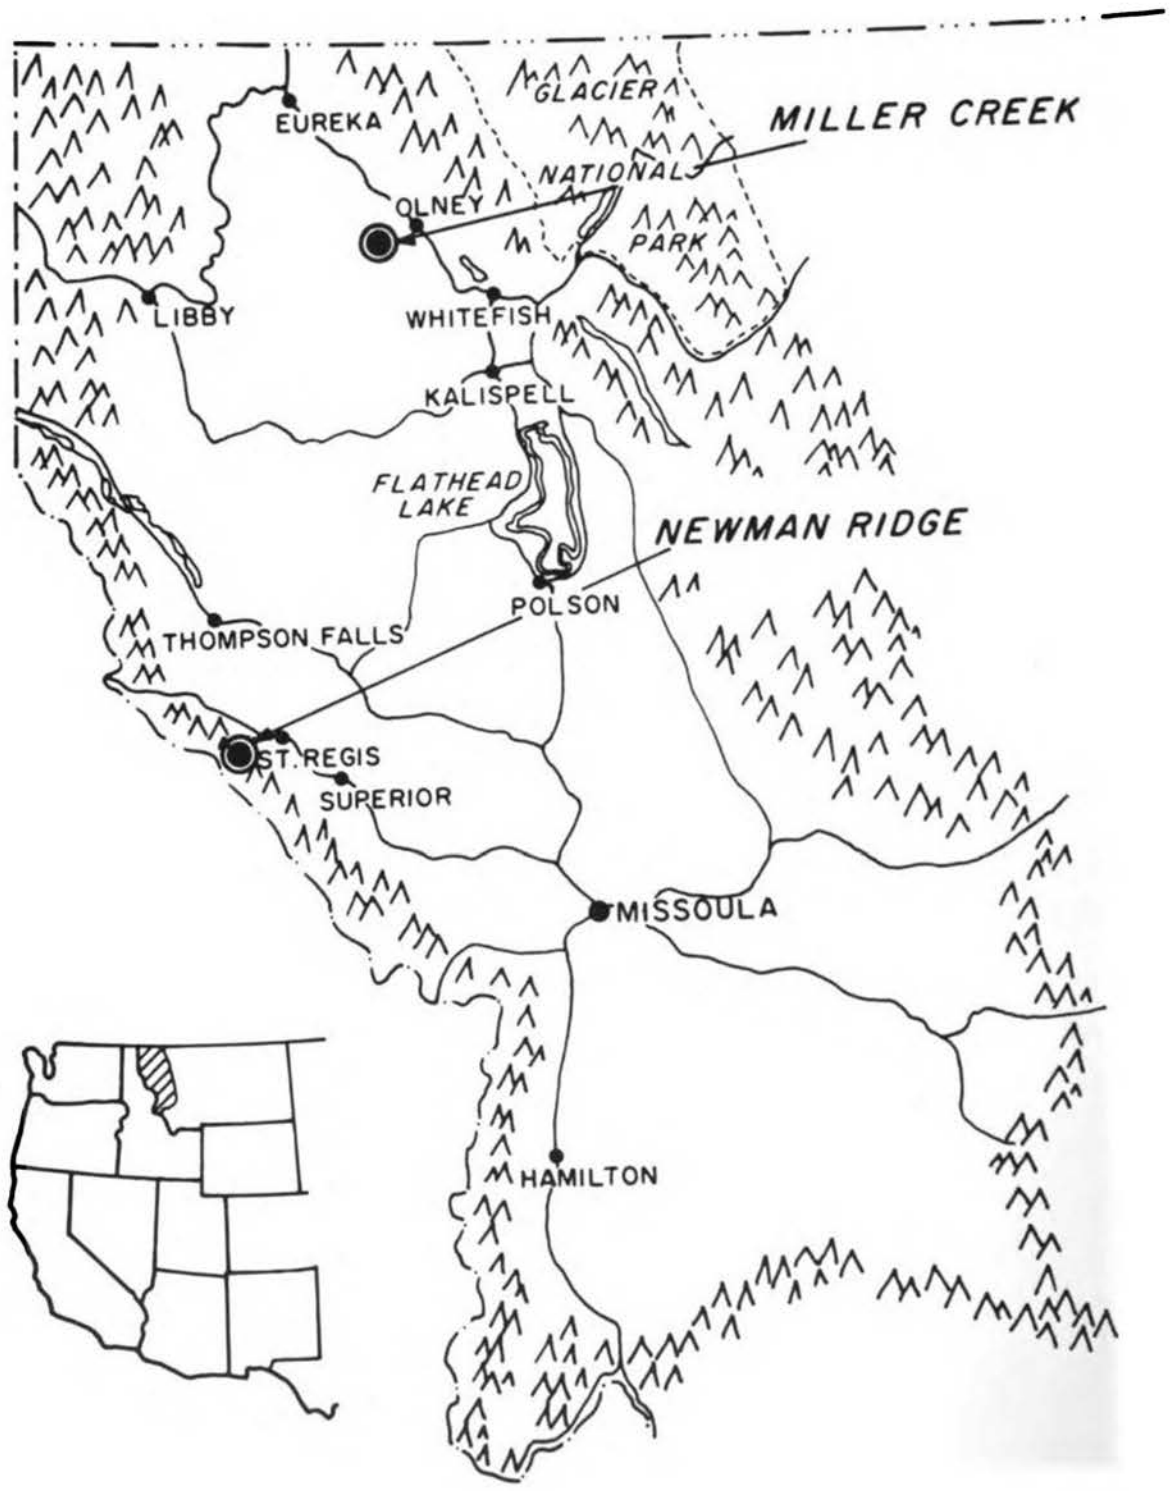 GLACIER
EUREKA
MILLER CREEK
NATIONAL
OLNEY
PARK
LIBBY
WHITEFISH
KALISPELL
FLATHEAD
LAKE
NEWMAN RIDGE
POLSON
THOMPSON FALLS
ST. REGIS
SUPERIOR
MISSOULA
HAMILTON